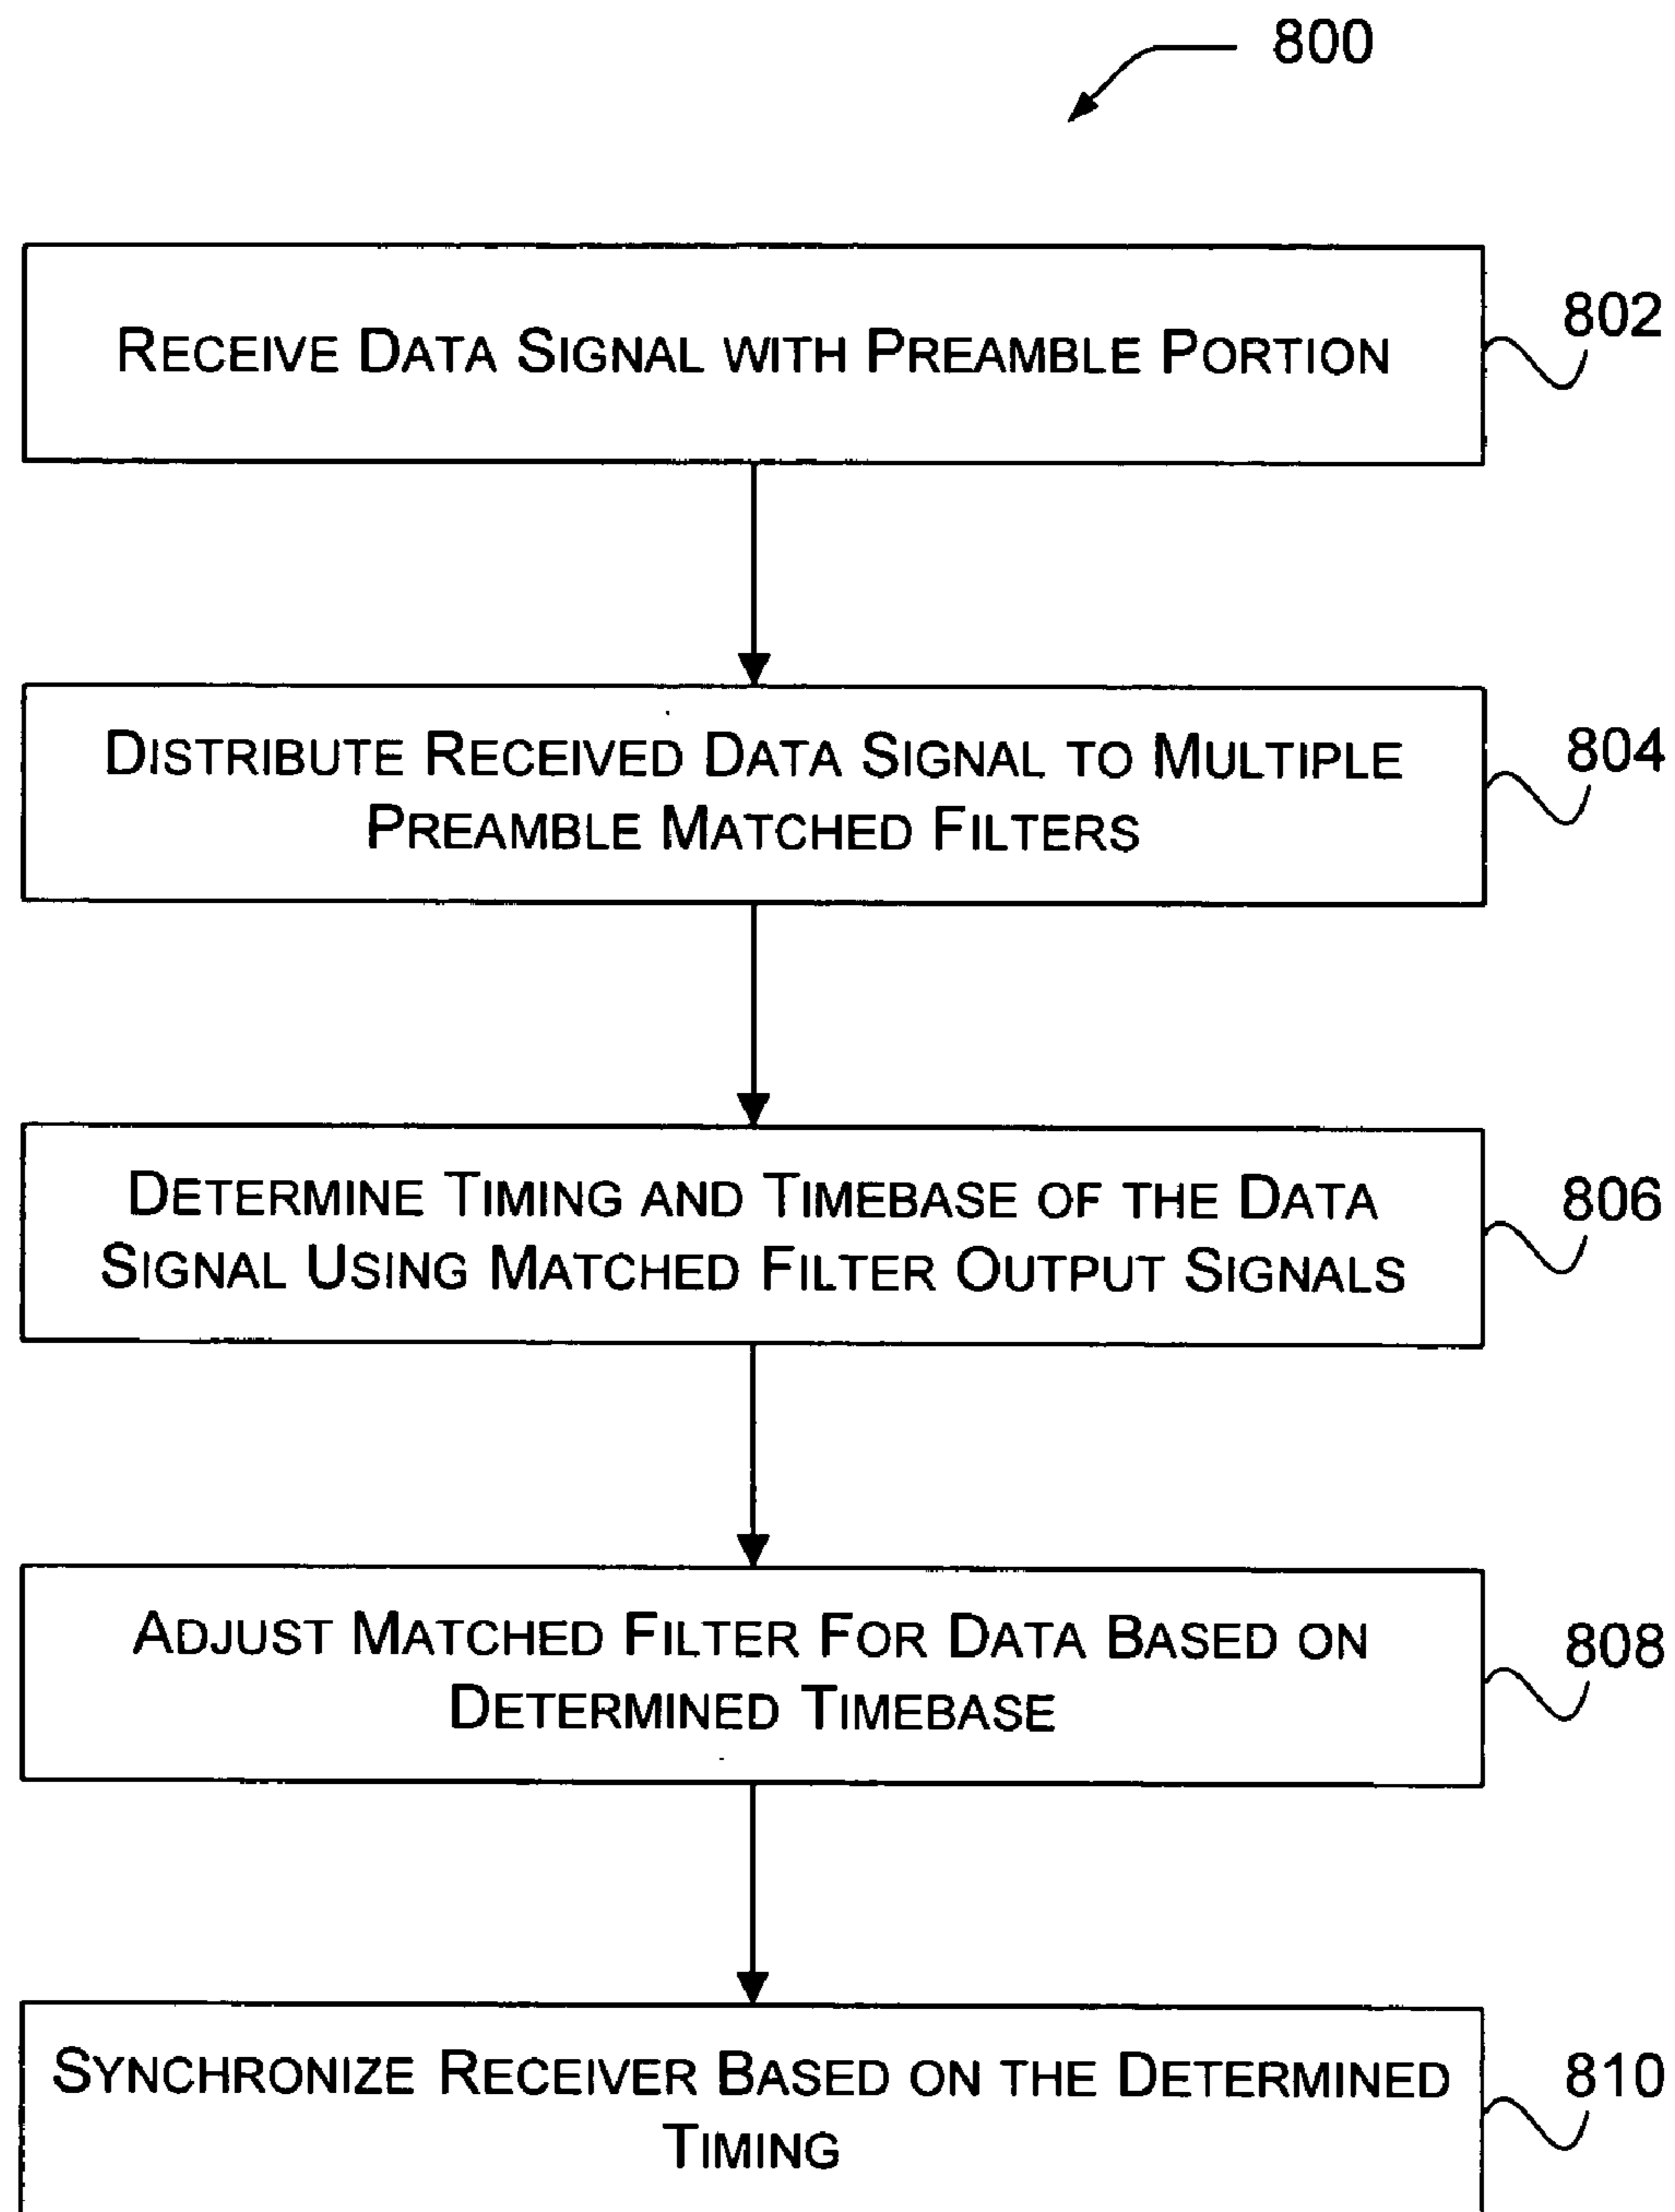 800
RECEIVE DATA SIGNAL WITH PREAMBLE PORTION
802
DISTRIBUTE RECEIVED DATA SIGNAL TO MULTIPLE
PREAMBLE MATCHED FILTERS
804
DETERMINE TIMING AND TIMEBASE OF THE DATA
SIGNAL USING MATCHED FILTER OUTPUT SIGNALS
806
ADJUST MATCHED FILTER FOR DATA BASED ON
DETERMINED TIMEBASE
808
SYNCHRONIZE RECEIVER BASED ON THE DETERMINED
TIMING
810